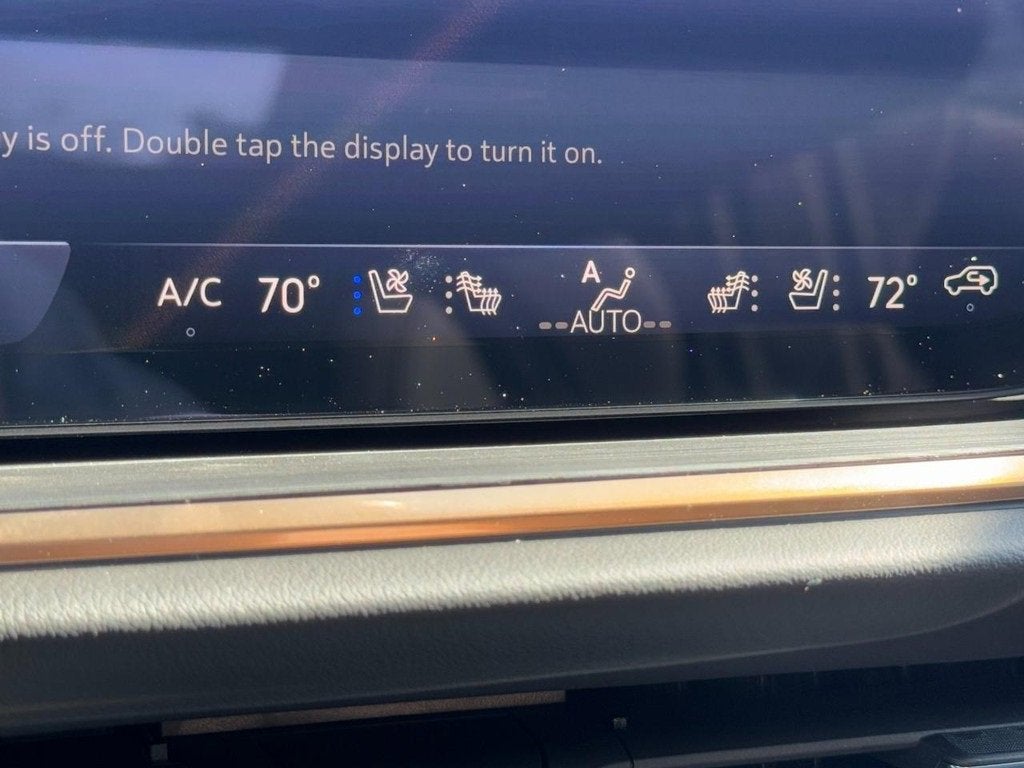 y is off. Double tap the display to turn it on.
A/C 70° A 72°
AUTO